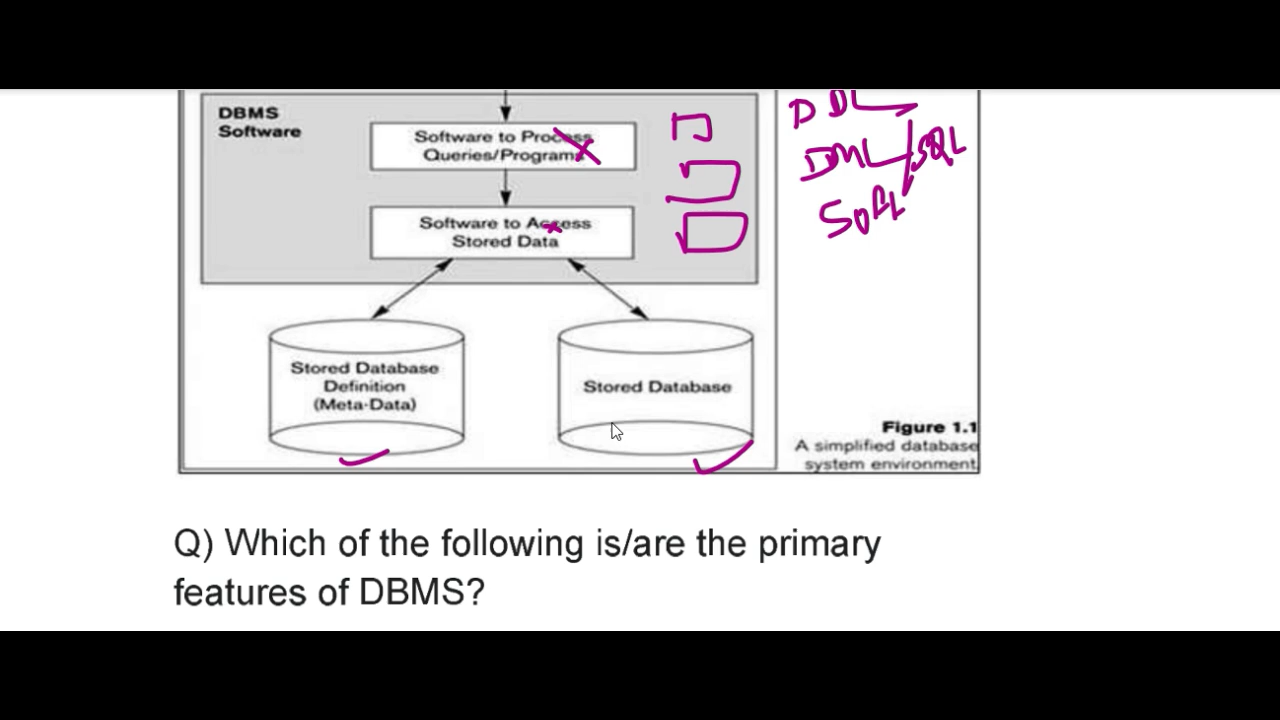 DBMS
Software
Software to Process
Queries/Programs
Software to Access
Stored Data
DDL
DML/SQL
SQL
Stored Database
Definition
(Meta-Data)
Stored Database
Figure 1.1
A simplified database
system environment.
Q) Which of the following is/are the primary
features of DBMS?